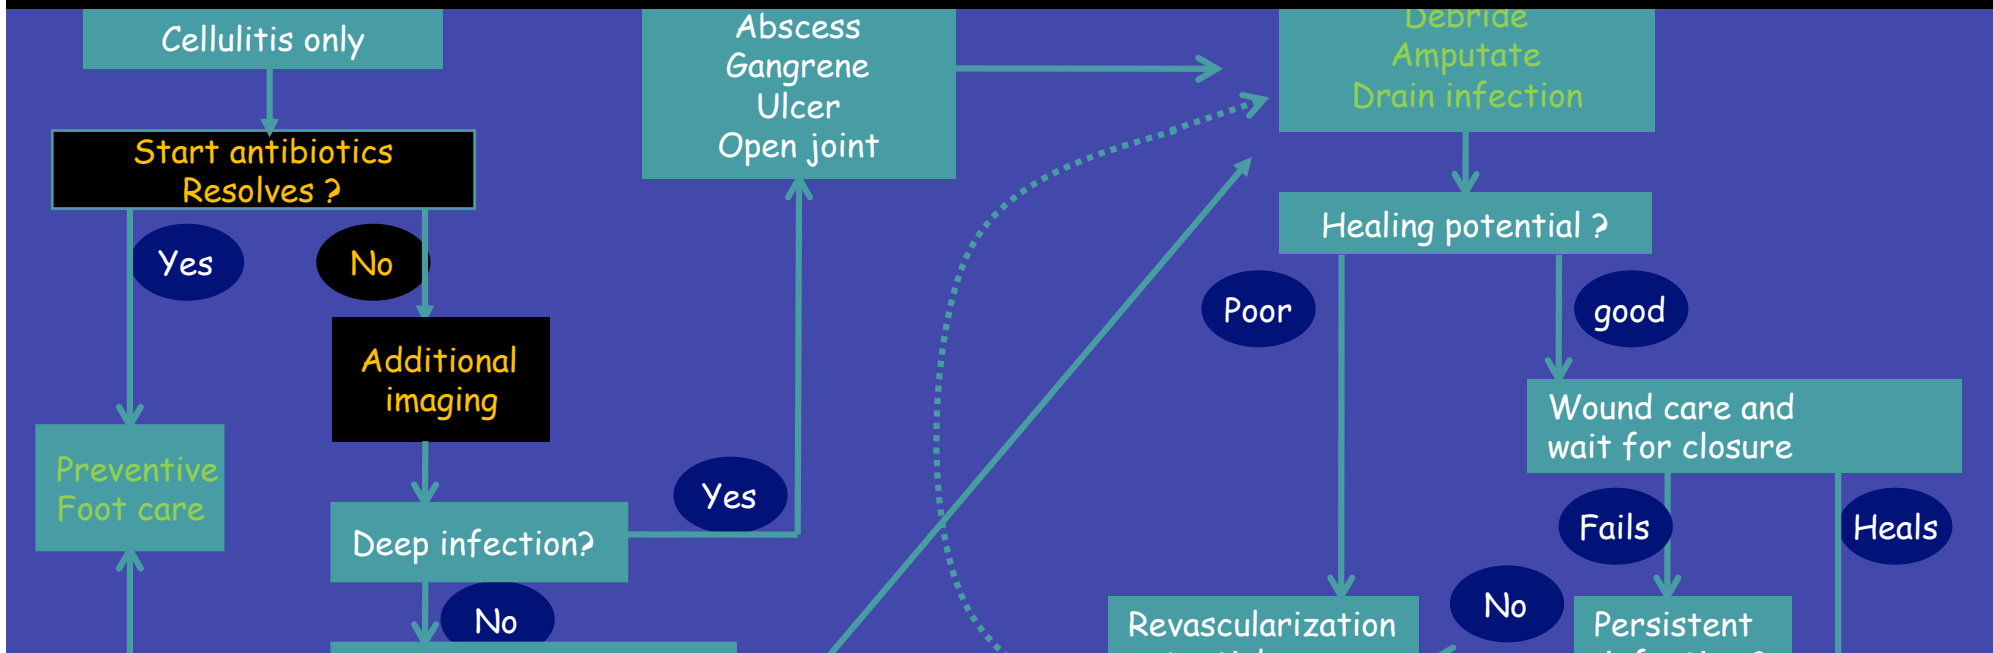 Cellulitis only
Start antibiotics
Resolves ?
Yes
No
Additional
imaging
Preventive
Foot care
Deep infection?
Yes
No
Abscess
Gangrene
Ulcer
Open joint
Debride
Amputate
Drain infection
Healing potential ?
Poor
good
Wound care and
wait for closure
Fails
Heals
No
Revascularization
Persistent